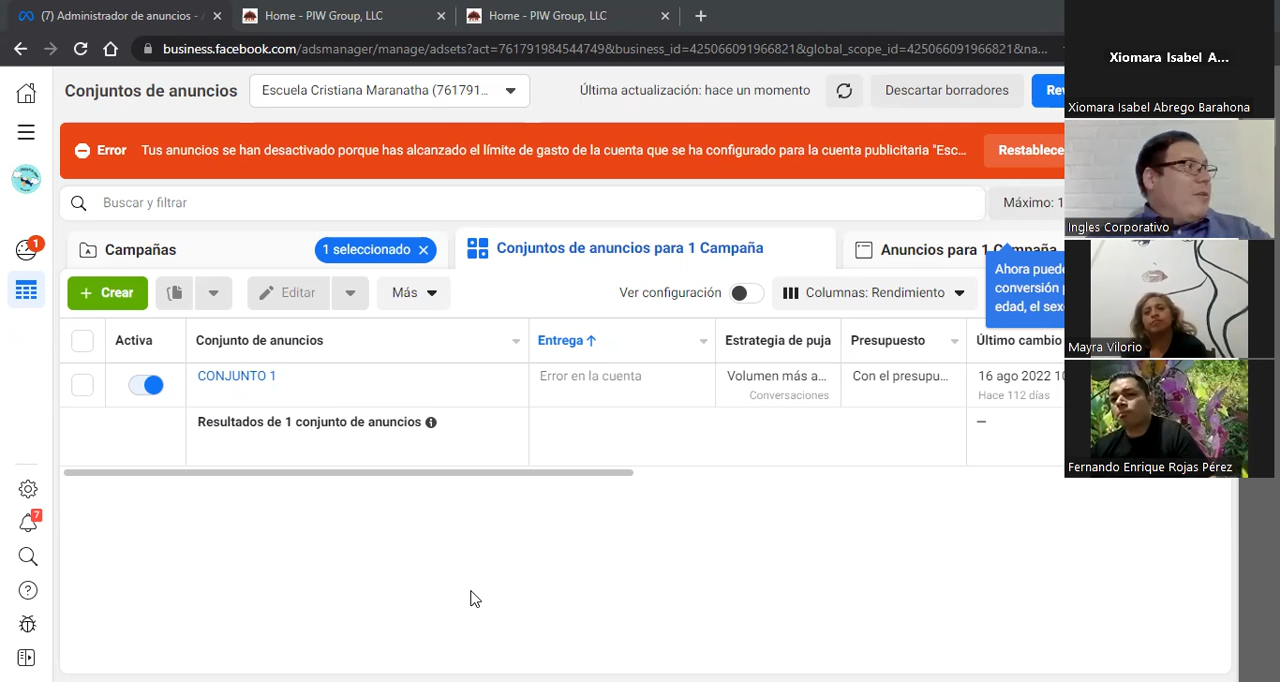 (7) Administrador de anuncios - A
Home - PIW Group, LLC
Home - PIW Group, LLC
business.facebook.com/adsmanager/manage/adsets?act=761791984544749&business_id=425066091966821&global_scope_id=425066091966821&na...
Conjuntos de anuncios
Escuela Cristiana Maranatha (761791...
Última actualización: hace un momento
Descartar borradores
Rev
Error
Tus anuncios se han desactivado porque has alcanzado el límite de gasto de la cuenta que se ha configurado para la cuenta publicitaria "Esc...
Restablece
Buscar y filtrar
Máximo: 1
Campañas
1 seleccionado
Conjuntos de anuncios para 1 Campaña
Anuncios para 1 Campaña
Ahora puede
conversión p
edad, el sex
1
Crear
Editar
Más
Ver configuración
Columnas: Rendimiento
Activa
Conjunto de anuncios
Entrega
Estrategia de puja
Presupuesto
Último cambio
CONJUNTO 1
Error en la cuenta
Volumen más a...
Conversaciones
Con el presupu...
16 ago 2022 10
Hace 112 días
Resultados de 1 conjunto de anuncios
—
7
Xiomara Isabel A...
Xiomara Isabel Abrego Barahona
Ingles Corporativo
Mayra Vilorio
Fernando Enrique Rojas Pérez